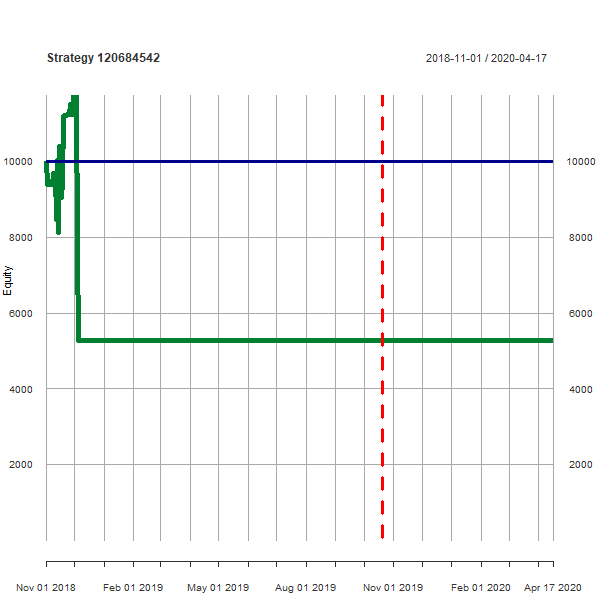 Strategy 120684542
2018-11-01 / 2020-04-17
10000
10000
8000
8000
Equity
6000
6000
4000
4000
2000
2000
Nov 01 2018
Feb 01 2019
May 01 2019
Aug 01 2019
Nov 01 2019
Feb 01 2020
Apr 17 2020